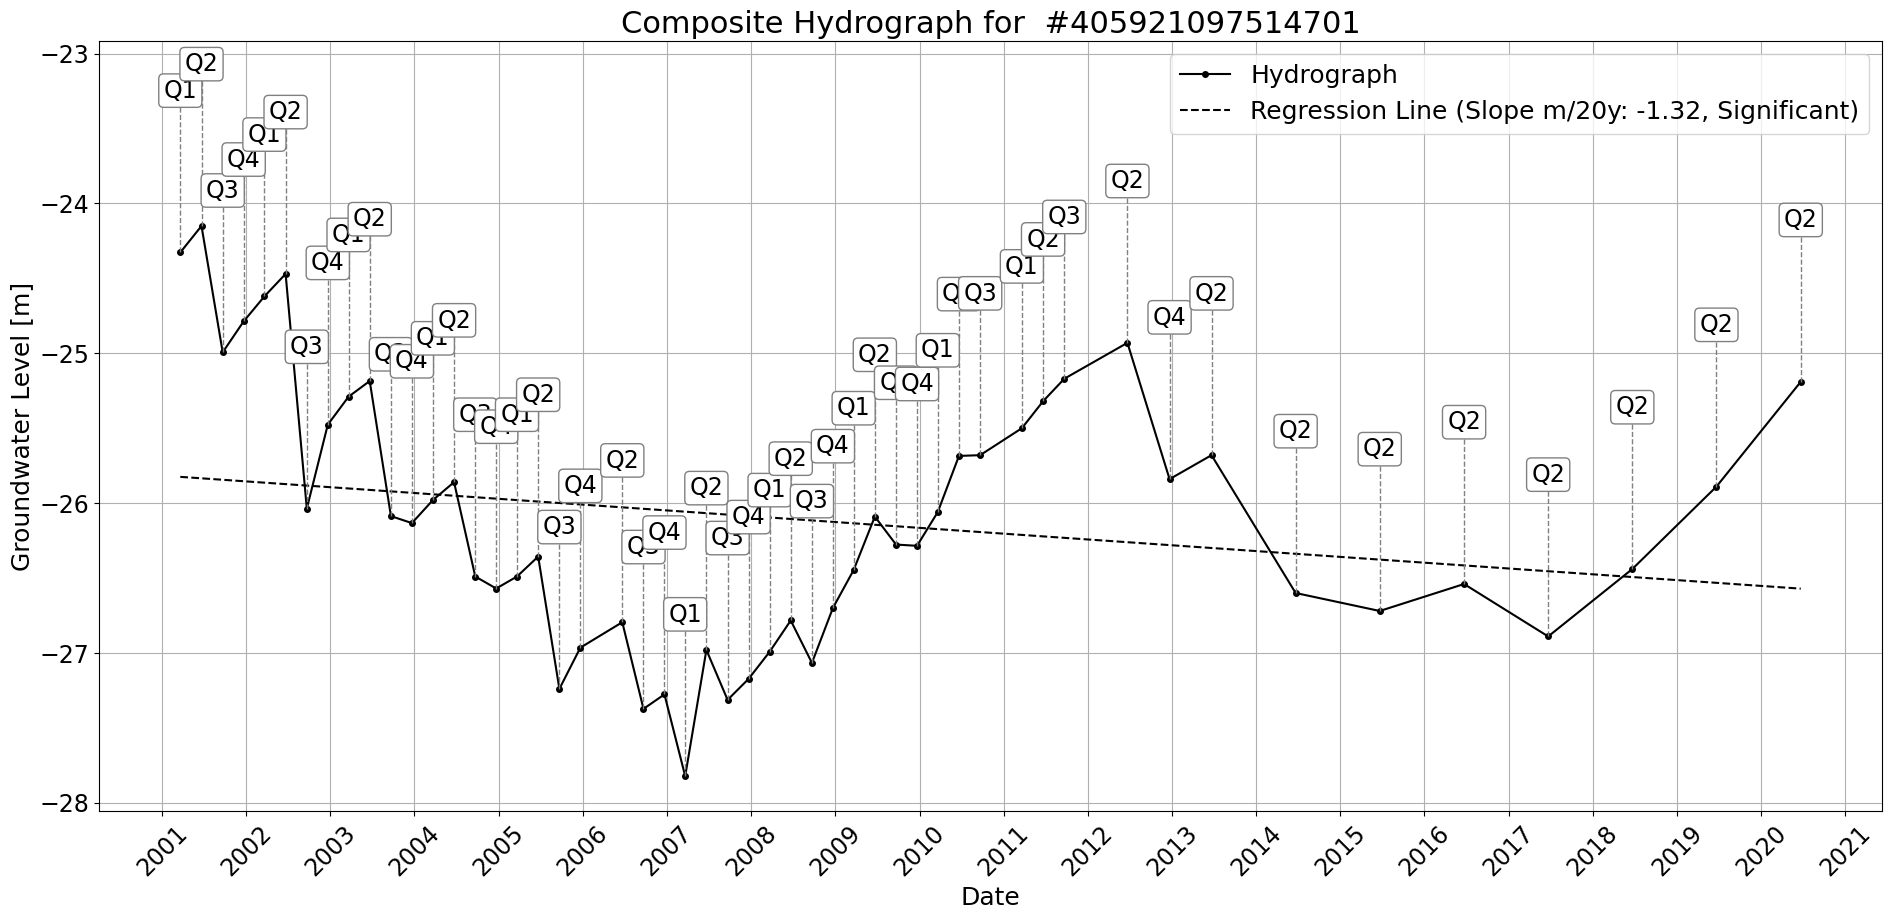 Composite Hydrograph for #405921097514701
Hydrograph
Regression Line (Slope m/20y: -1.32, Significant)
Groundwater Level [m]
−23
−24
−25
−26
−27
−28
Q1
Q2
Q3
Q4
Q1
Q2
Q3
Q4
Q1
Q2
Q4
Q1
Q2
Q3
Q4
Q1
Q2
Q3
Q4
Q2
Q3
Q4
Q1
Q2
Q3
Q4
Q1
Q2
Q3
Q4
Q1
Q2
Q4
Q1
Q3
Q1
Q2
Q3
Q2
Q4
Q2
Q2
Q2
Q2
Q2
Q2
Q2
Q2
2001
2002
2003
2004
2005
2006
2007
2008
2009
2010
2011
2012
2013
2014
2015
2016
2017
2018
2019
2020
2021
Date